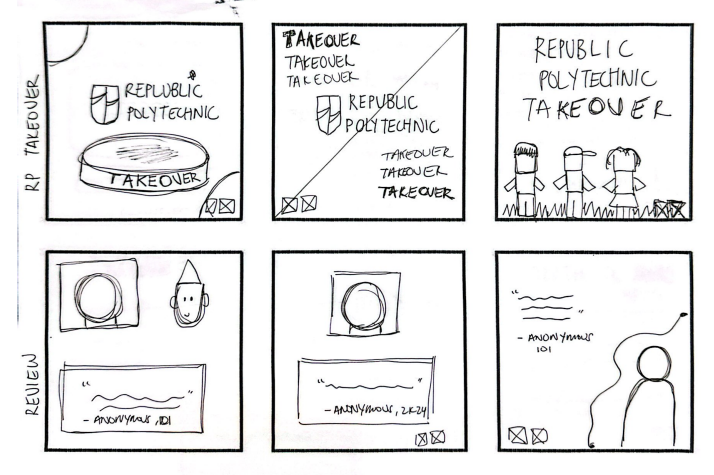 RP TAKEOVER
REPLUBLIC
POLYTECHNIC
TAKEOVER
TAKEOVER
TAKEOVER
TAKEOVER
REPUBLIC
POLYTECHNIC
TAKEOVER
TAKEOVER
TAKEOVER
REPUBLIC
POLYTECHNIC
TAKEOVER
REVIEW
"
- ANONYMOUS, 101
"
- ANONYMOUS, 2K24
"
- ANONYMOUS
101